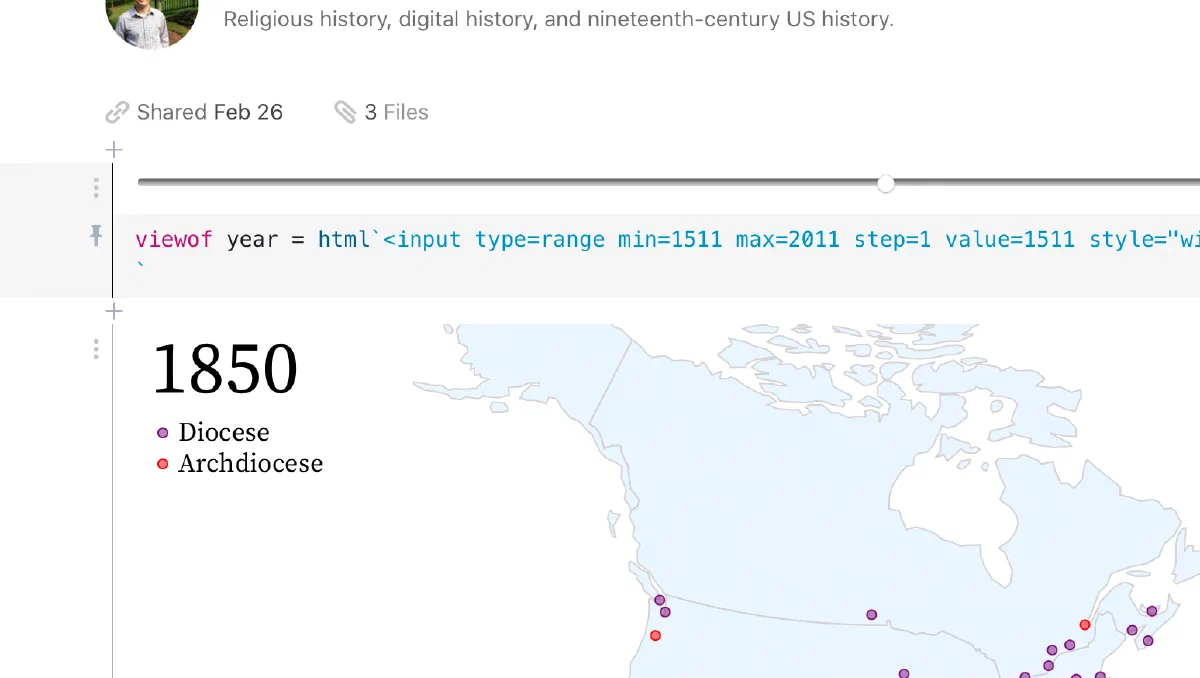 Religious history, digital history, and nineteenth-century US history.
Shared Feb 26
3 Files
viewof year = html`<input type=range min=1511 max=2011 step=1 value=1511 style="wi
`
1850
Diocese
Archdiocese